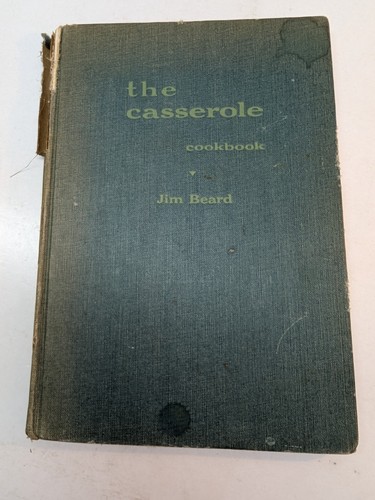 the
casserole
cookbook
Jim Beard